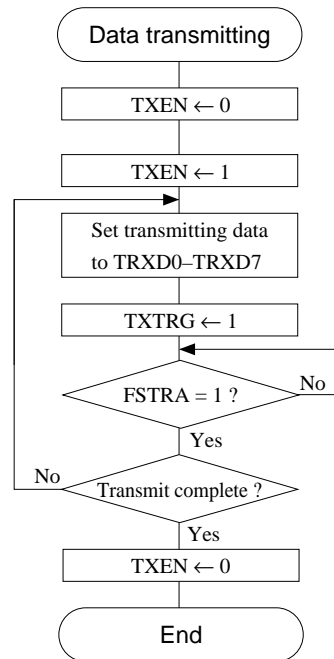 Data transmitting
TXEN ← 0
TXEN ← 1
Set transmitting data
to TRXD0–TRXD7
TXTRG ← 1
FSTRA = 1 ?
No
Yes
No
Transmit complete ?
Yes
TXEN ← 0
End